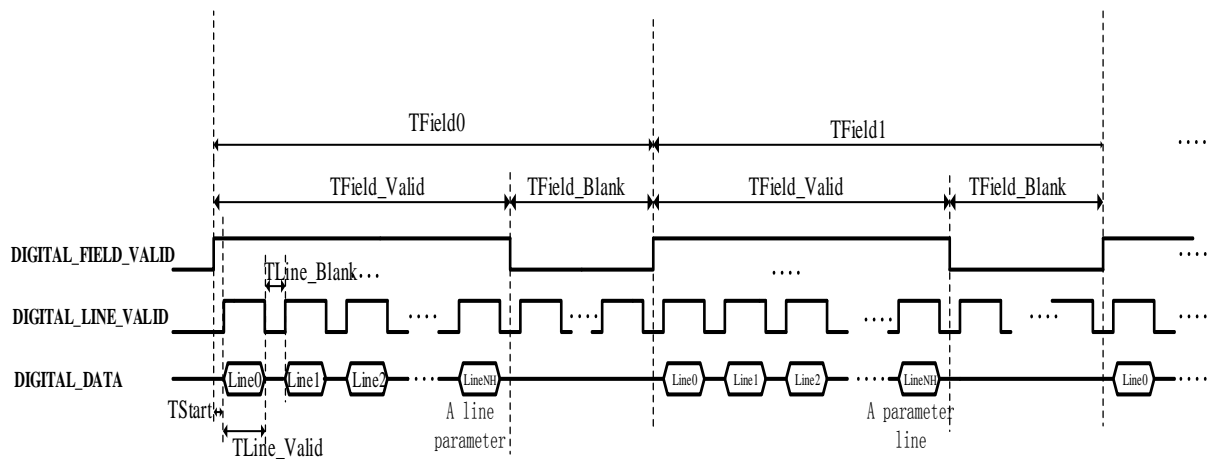 TField0
TField1
....
TField_Valid
TField_Blank
TField_Valid
TField_Blank
DIGITAL_FIELD_VALID
TLine_Blank...
....
....
DIGITAL_LINE_VALID
....
....
....
....
....
DIGITAL_DATA
Line0
Line1
Line2
....
LineNH
Line0
Line1
Line2
....
LineNH
Line0
....
TStart
A line
parameter
A parameter
line
TLine_Valid